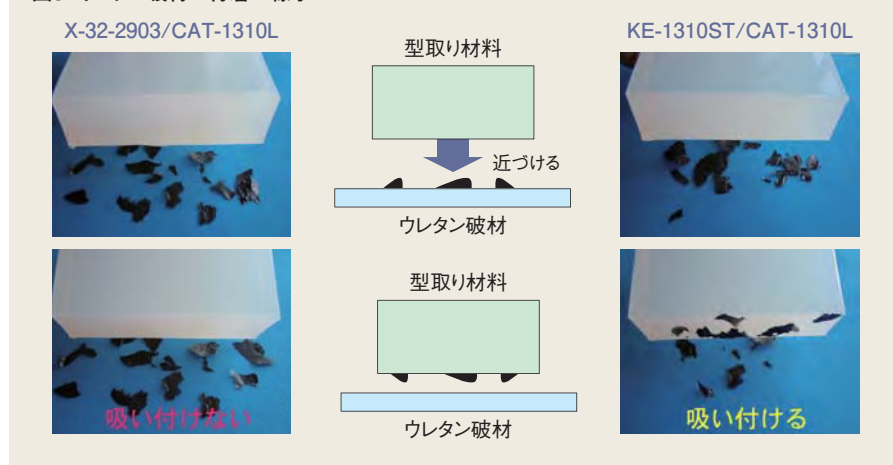 X-32-2903/CAT-1310L
KE-1310ST/CAT-1310L
型取り材料
近づける
ウレタン破材
型取り材料
吸い付けない
吸い付ける
ウレタン破材